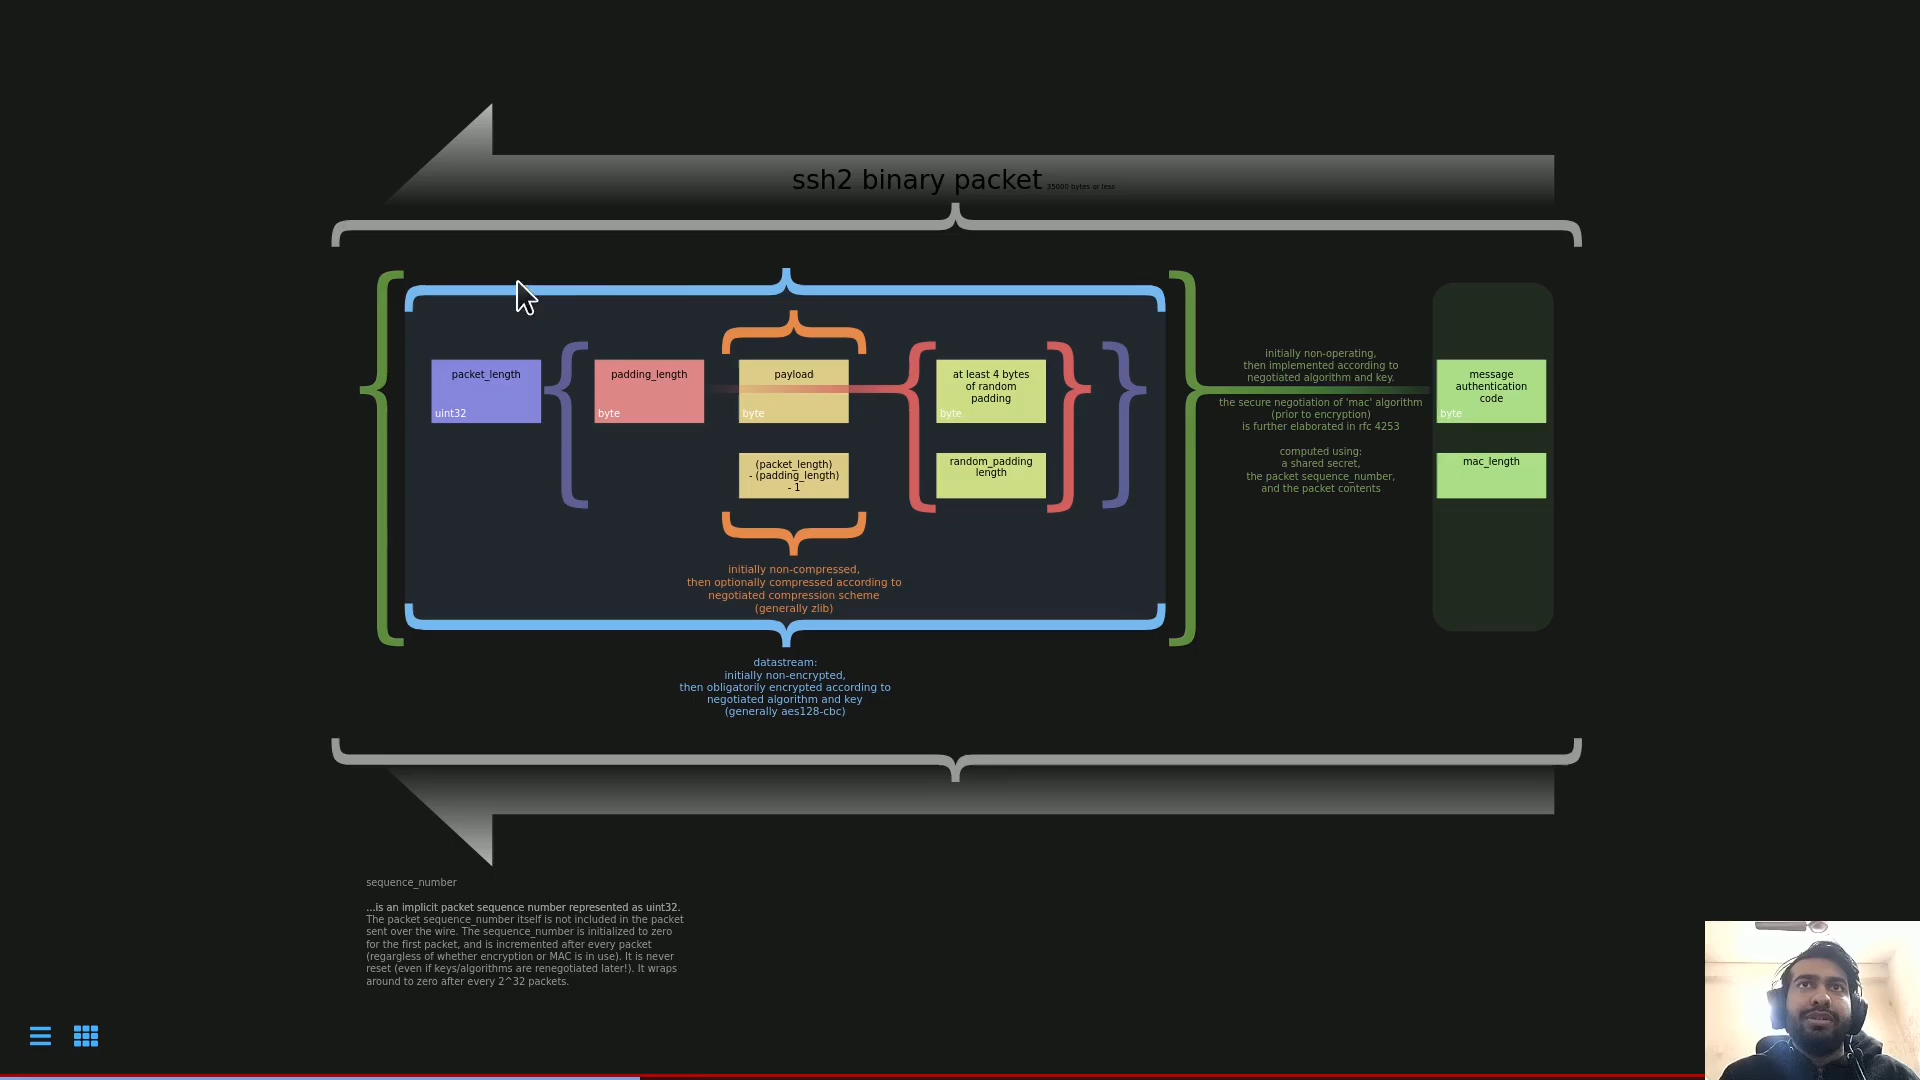 ssh2 binary packet 35000 bytes or less
packet_length
uint32
padding_length
byte
payload
byte
(packet_length)
- (padding_length)
- 1
at least 4 bytes
of random
padding
byte
random_padding
length
initially non-compressed,
then optionally compressed according to
negotiated compression scheme
(generally zlib)
datastream:
initially non-encrypted,
then obligatorily encrypted according to
negotiated algorithm and key
(generally aes128-cbc)
initially non-operating,
then implemented according to
negotiated algorithm and key.
the secure negotiation of 'mac' algorithm
(prior to encryption)
is further elaborated in rfc 4253
computed using:
a shared secret,
the packet sequence_number,
and the packet contents
message
authentication
code
byte
mac_length
sequence_number
...is an implicit packet sequence number represented as uint32.
The packet sequence_number itself is not included in the packet
sent over the wire. The sequence_number is initialized to zero
for the first packet, and is incremented after every packet
(regargless of whether encryption or MAC is in use). It is never
reset (even if keys/algorithms are renegotiated later!). It wraps
around to zero after every 2^32 packets.